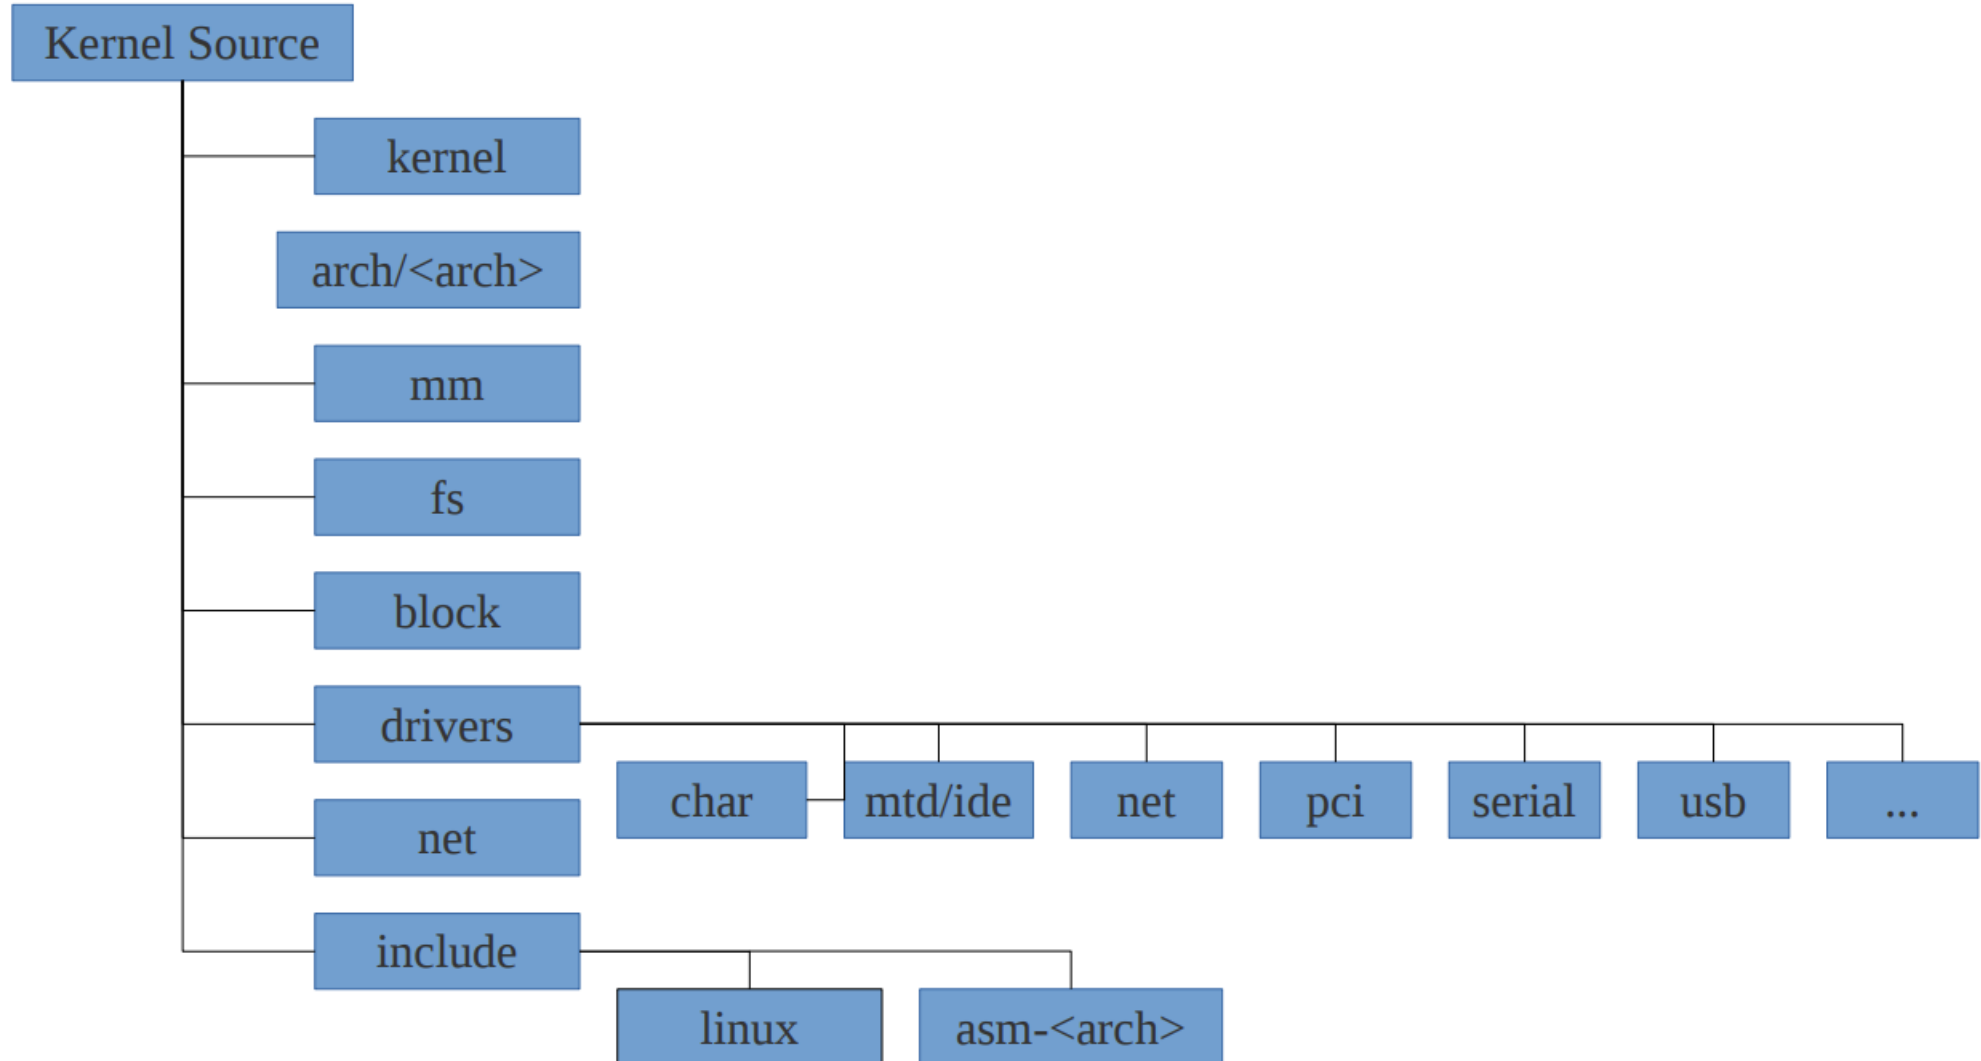 Kernel Source
kernel
arch/<arch>
mm
fs
block
drivers
char
mtd/ide
net
pci
serial
usb
...
net
include
linux
asm-<arch>